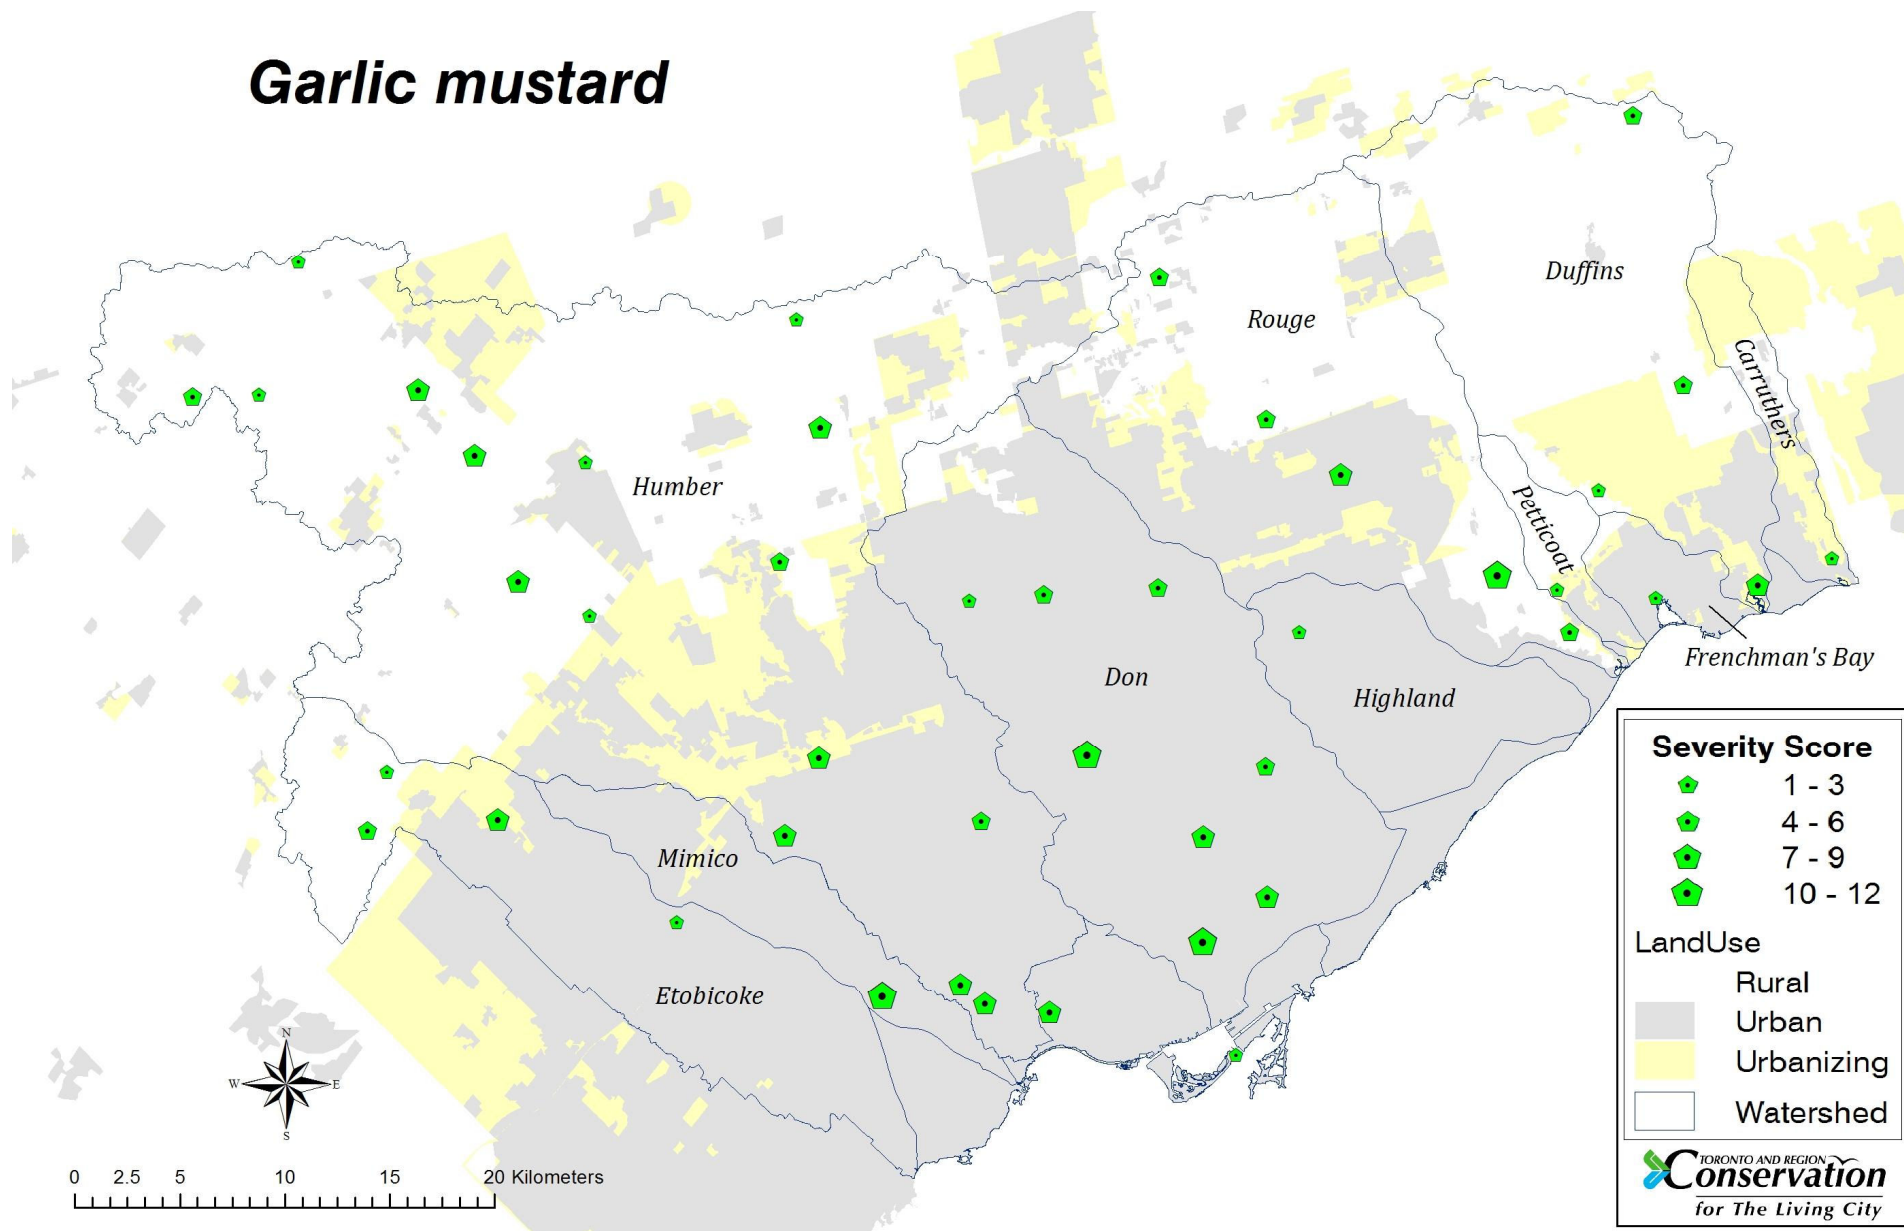 Garlic mustard
Duffins
Rouge
Carruthers
Humber
Petticoat
Frenchman's Bay
Don
Highland
Mimico
Etobicoke
N
W E
S
0 2.5 5 10 15 20 Kilometers
Severity Score
1 - 3
4 - 6
7 - 9
10 - 12
LandUse
Rural
Urban
Urbanizing
Watershed
TORONTO AND REGION
Conservation
for The Living City